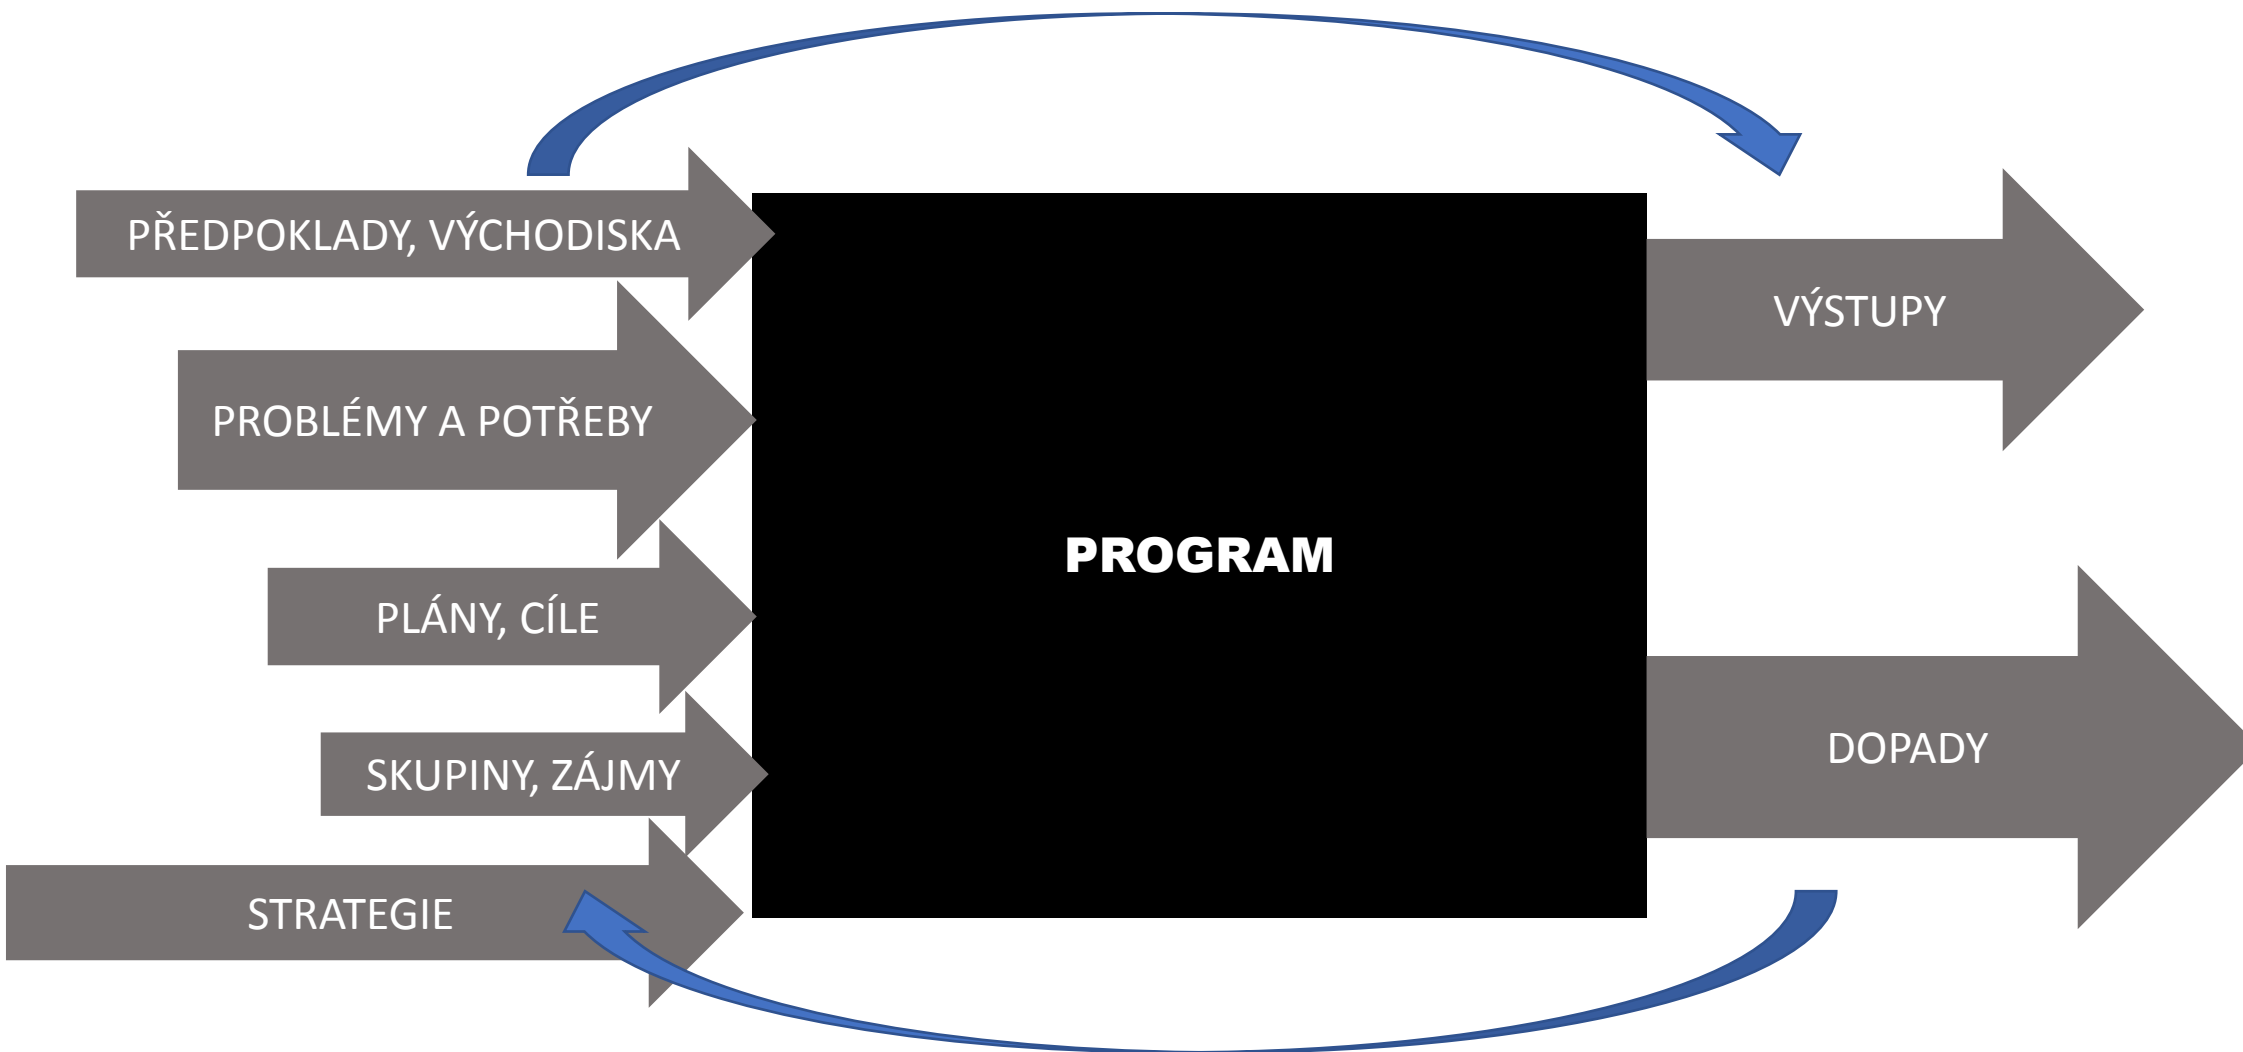 PŘEDPOKLADY, VÝCHODISKA
PROBLÉMY A POTŘEBY
PLÁNY, CÍLE
SKUPINY, ZÁJMY
STRATEGIE
PROGRAM
VÝSTUPY
DOPADY